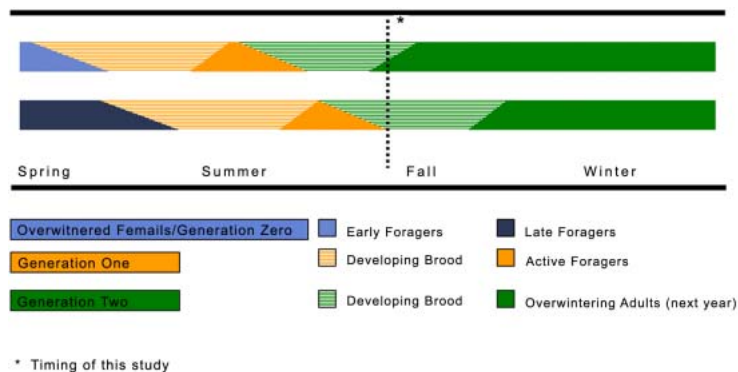 *
Spring Summer Fall Winter
Overwitnered Femails/Generation Zero Early Foragers Late Foragers
Generation One Developing Brood Active Foragers
Generation Two Developing Brood Overwintering Adults (next year)
* Timing of this study